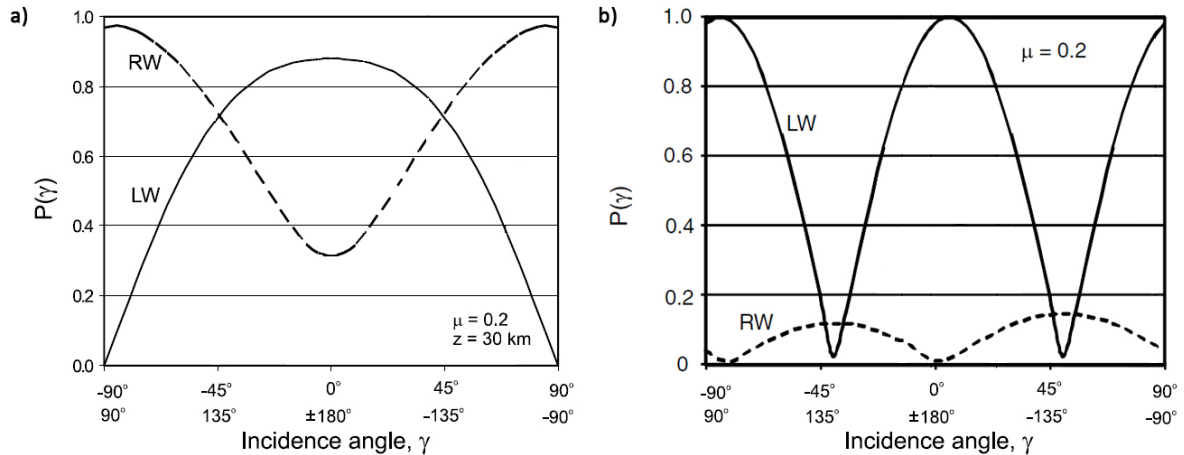 a)
P(γ)
1.0
0.8
0.6
0.4
0.2
0.0
RW
LW
μ = 0.2
z = 30 km
-90° -45° 0° 45° 90°
90° 135° ±180° -135° -90°
Incidence angle, γ
b)
P(γ)
1.0
0.8
0.6
0.4
0.2
0
μ = 0.2
LW
RW
-90° -45° 0° 45° 90°
90° 135° ±180° -135° -90°
Incidence angle, γ